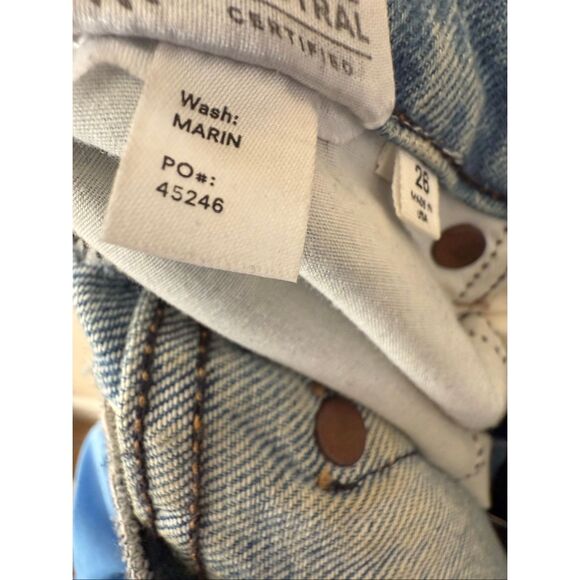 TRAL
CERTIFIED
Wash:
MARIN
PO#:
45246
26
MADE IN
USA